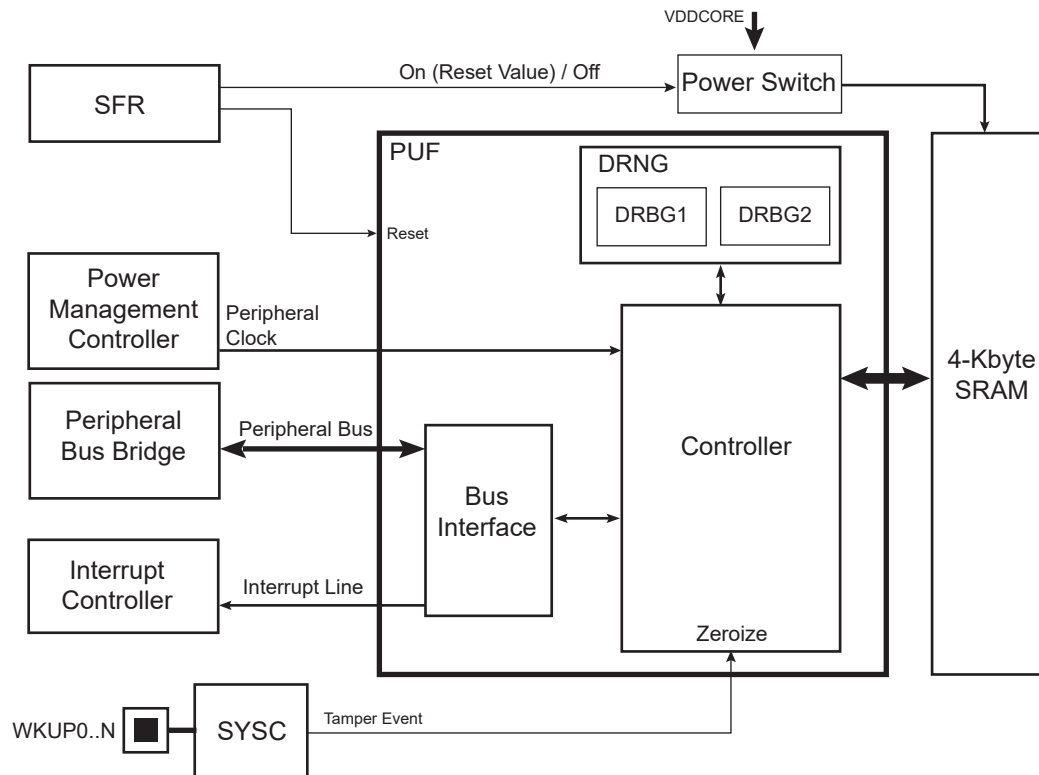 VDDCORE
On (Reset Value) / Off
SFR
Power Switch
PUF
DRNG
DRBG1
DRBG2
Reset
Power
Management
Controller
Peripheral
Clock
4-Kbyte
SRAM
Peripheral
Bus Bridge
Peripheral Bus
Controller
Bus
Interface
Interrupt
Controller
Interrupt Line
Zeroize
WKUP0..N
SYSC
Tamper Event